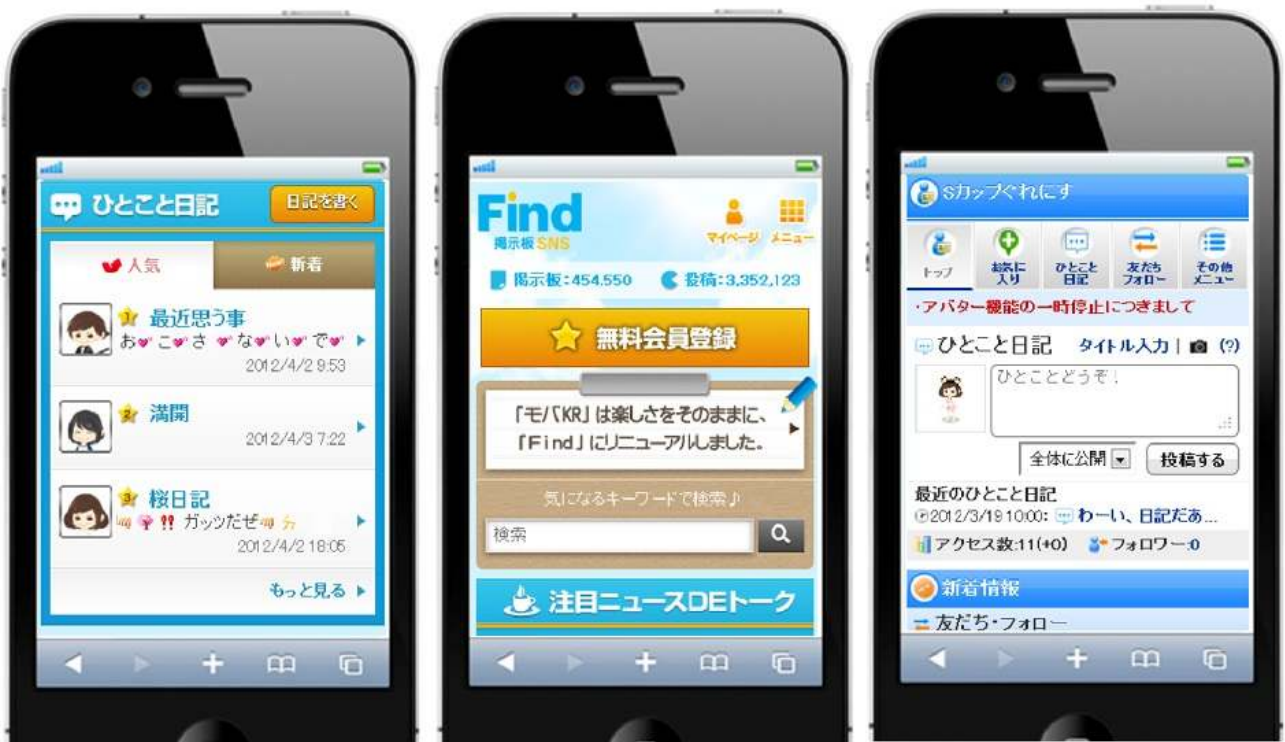 ひとこと日記
日記を書く
人気
新着
1 最近思う事
お こ さ な い で
2012/4/2 9:53
2 満開
2012/4/3 7:22
3 桜日記
ガッツだぜ
2012/4/2 18:05
もっと見る
Find
掲示板SNS
マイページ
メニュー
掲示板:454,550
投稿:3,352,123
無料会員登録
「モバKR」は楽しさをそのままに、
「Find」にリニューアルしました。
気になるキーワードで検索♪
検索
注目ニュースDEトーク
Sカップぐれにす
トップ
お気に
入り
ひとこと
日記
友だち
フォロー
その他
メニュー
・アバター機能の一時停止につきまして
ひとこと日記 タイトル入力 | (?)
ひとことどうぞ!
全体に公開
投稿する
最近のひとこと日記
2012/3/19 10:00: わーい、日記だあ...
アクセス数:11(+0) フォロワー:0
新着情報
友だち・フォロー